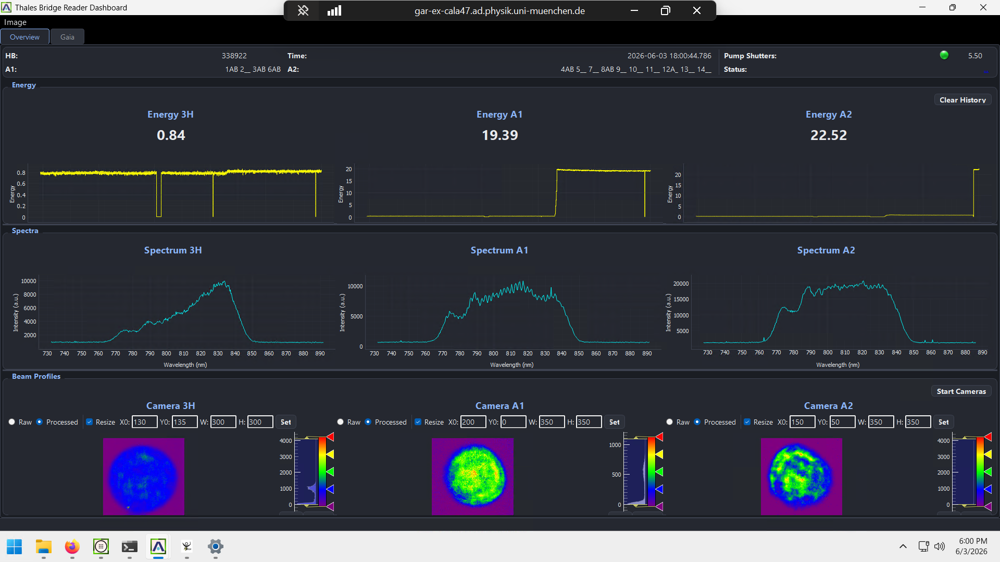 Thales Bridge Reader Dashboard
gar-ex-cala47.ad.physik.uni-muenchen.de
Image
Overview Gaia
HB: 338922 Time: 2026-06-03 18:00:44.786 Pump Shutters: 5.50
A1: 1AB 2__ 3AB 6AB A2: 4AB 5__ 7__ 8AB 9__ 10__ 11__ 12A_ 13__ 14__ Status:
Energy
Clear History
Energy 3H Energy A1 Energy A2
0.84 19.39 22.52
Energy
0.8
0.6
0.4
0.2
0
Energy
20
15
10
5
0
Energy
20
15
10
5
0
Spectra
Spectrum 3H Spectrum A1 Spectrum A2
Intensity (a.u.)
10000
8000
6000
4000
2000
730 740 750 760 770 780 790 800 810 820 830 840 850 860 870 880 890
Wavelength (nm)
Intensity (a.u.)
10000
5000
0
730 740 750 760 770 780 790 800 810 820 830 840 850 860 870 880 890
Wavelength (nm)
Intensity (a.u.)
20000
15000
10000
5000
730 740 750 760 770 780 790 800 810 820 830 840 850 860 870 880 890
Wavelength (nm)
Beam Profiles
Start Cameras
Camera 3H Camera A1 Camera A2
Raw Processed Resize X0: 130 Y0: 135 W: 300 H: 300 Set
Raw Processed Resize X0: 200 Y0: 0 W: 350 H: 350 Set
Raw Processed Resize X0: 150 Y0: 50 W: 350 H: 350 Set
4000
3000
2000
1000
0
1000
500
0
4000
3000
2000
1000
0
6:00 PM
6/3/2026